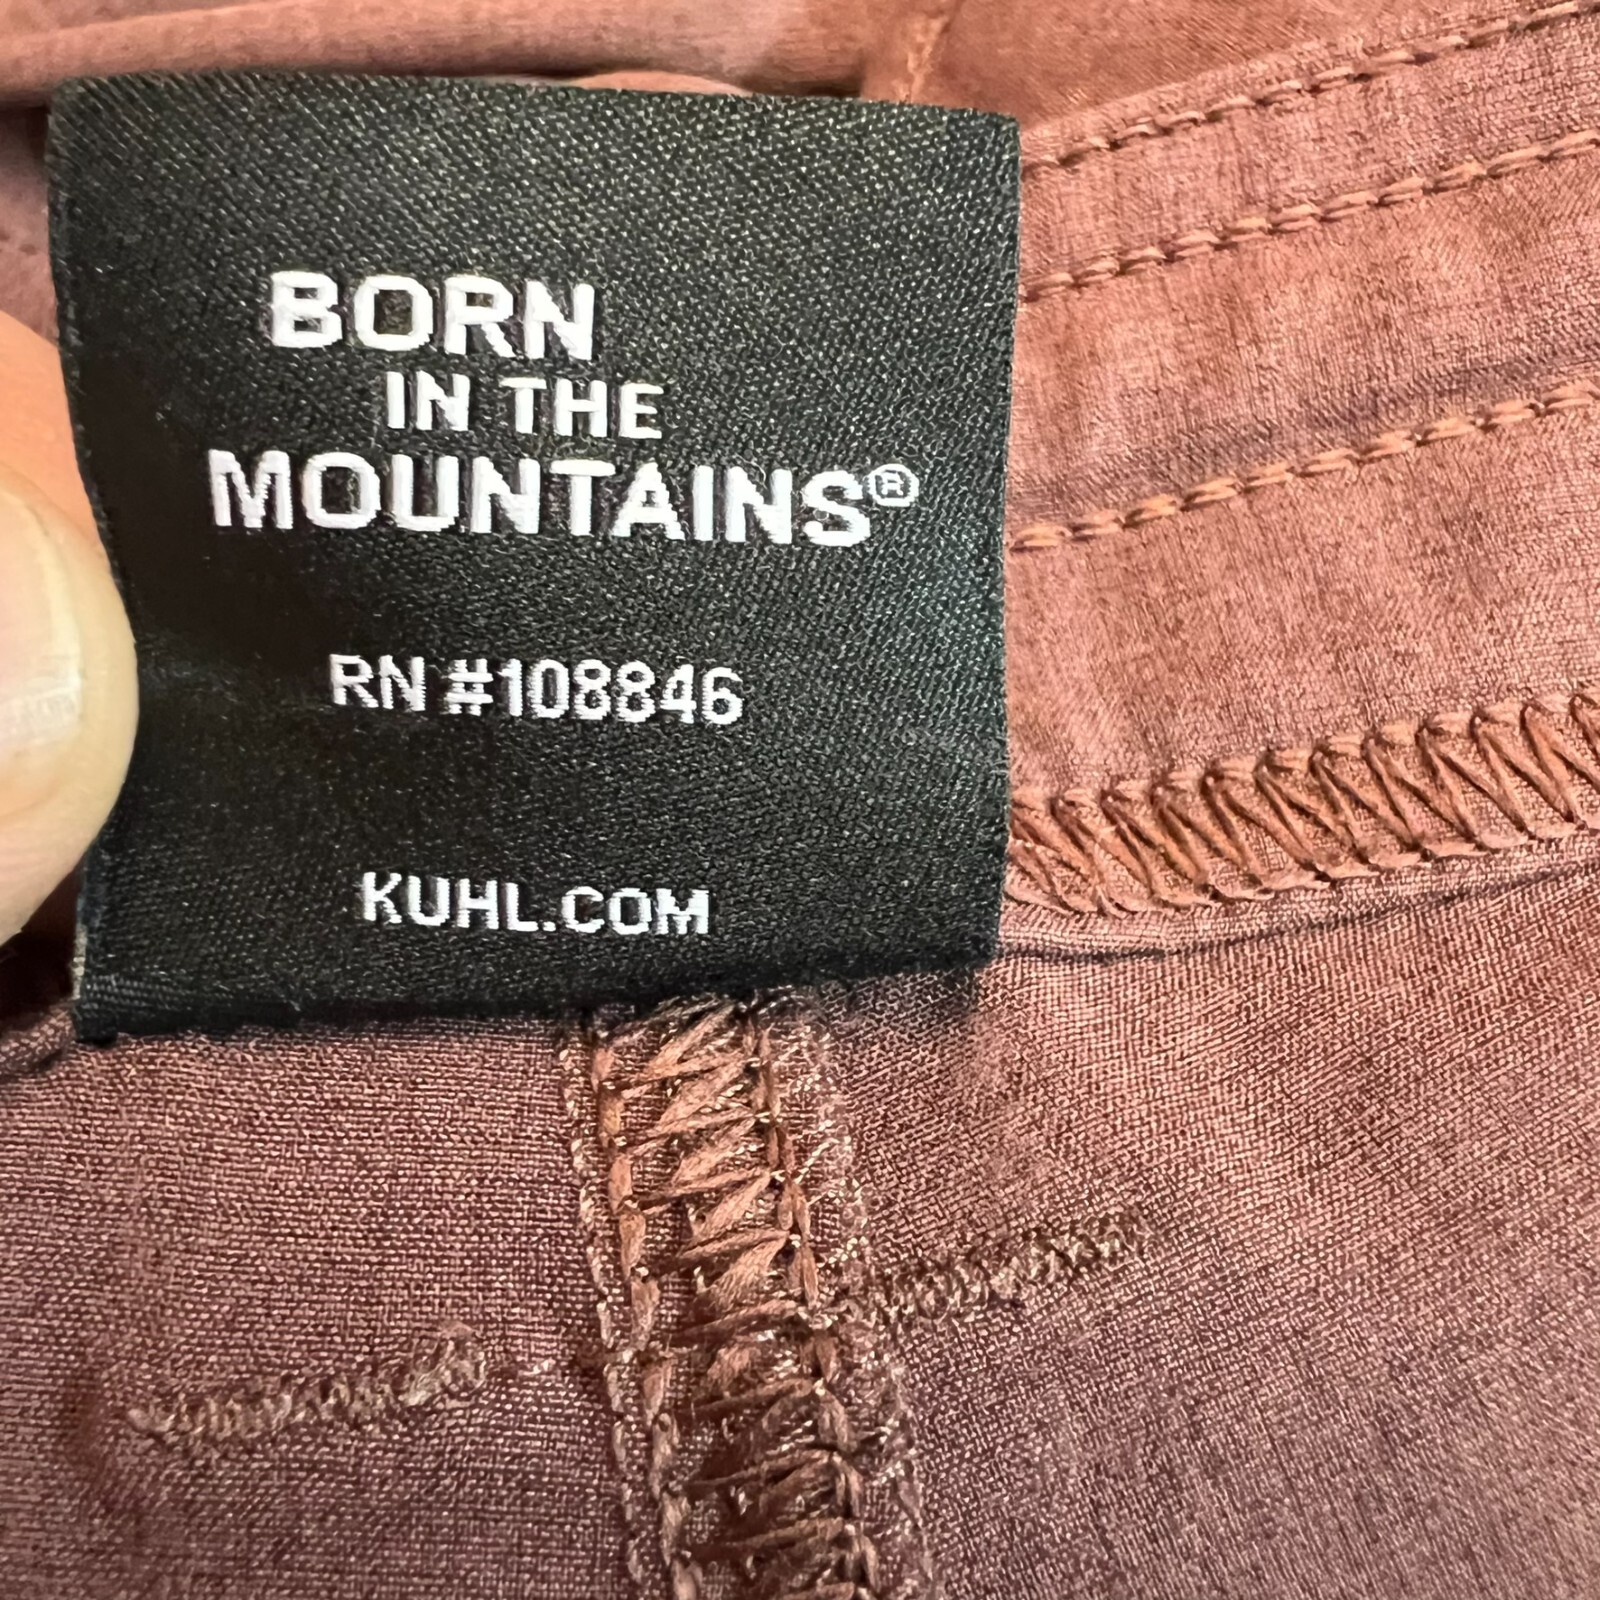 BORN
IN THE
MOUNTAINS®
RN #108846
KUHL.COM